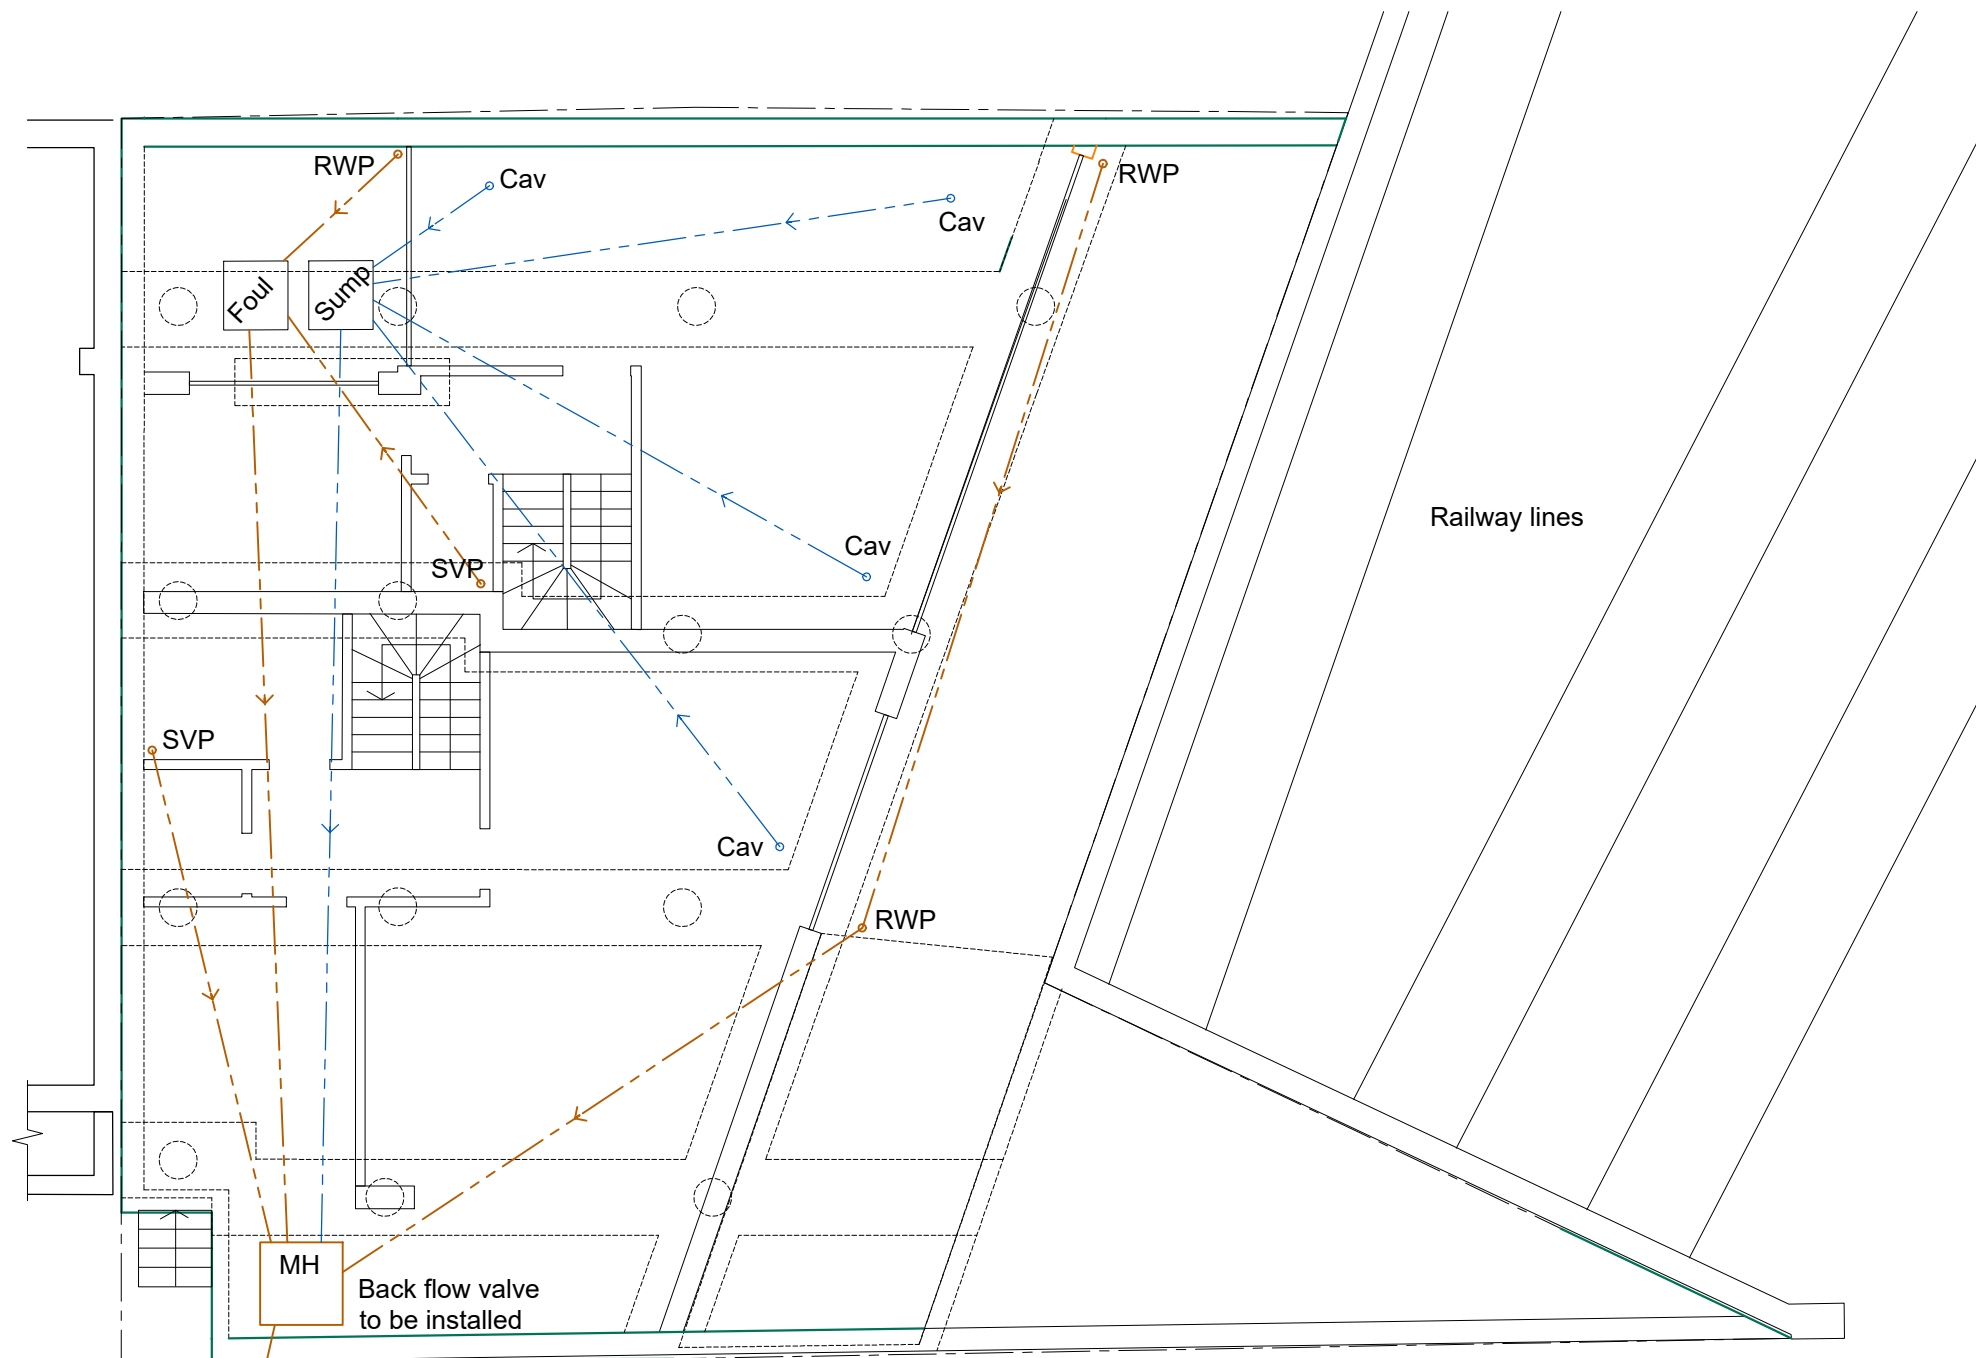 RWP
Cav
RWP
Cav
Foul
Sump
Railway lines
Cav
SVP
SVP
Cav
RWP
MH
Back flow valve
to be installed